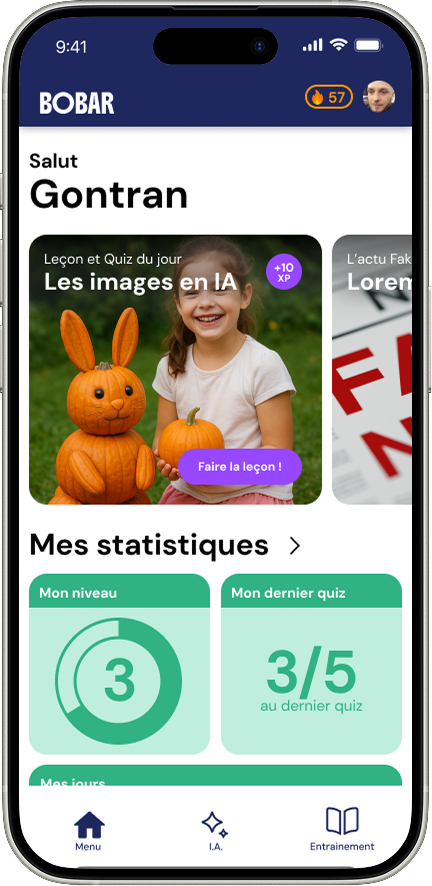 9:41
BOBAR
57
Salut
Gontran
Leçon et Quiz du jour
Les images en IA
+10
XP
Faire la leçon !
L'actu Fak
Lorem
FA
N
Mes statistiques
Mon niveau
3
Mon dernier quiz
3/5
au dernier quiz
Mes jours
Menu
I.A.
Entrainement